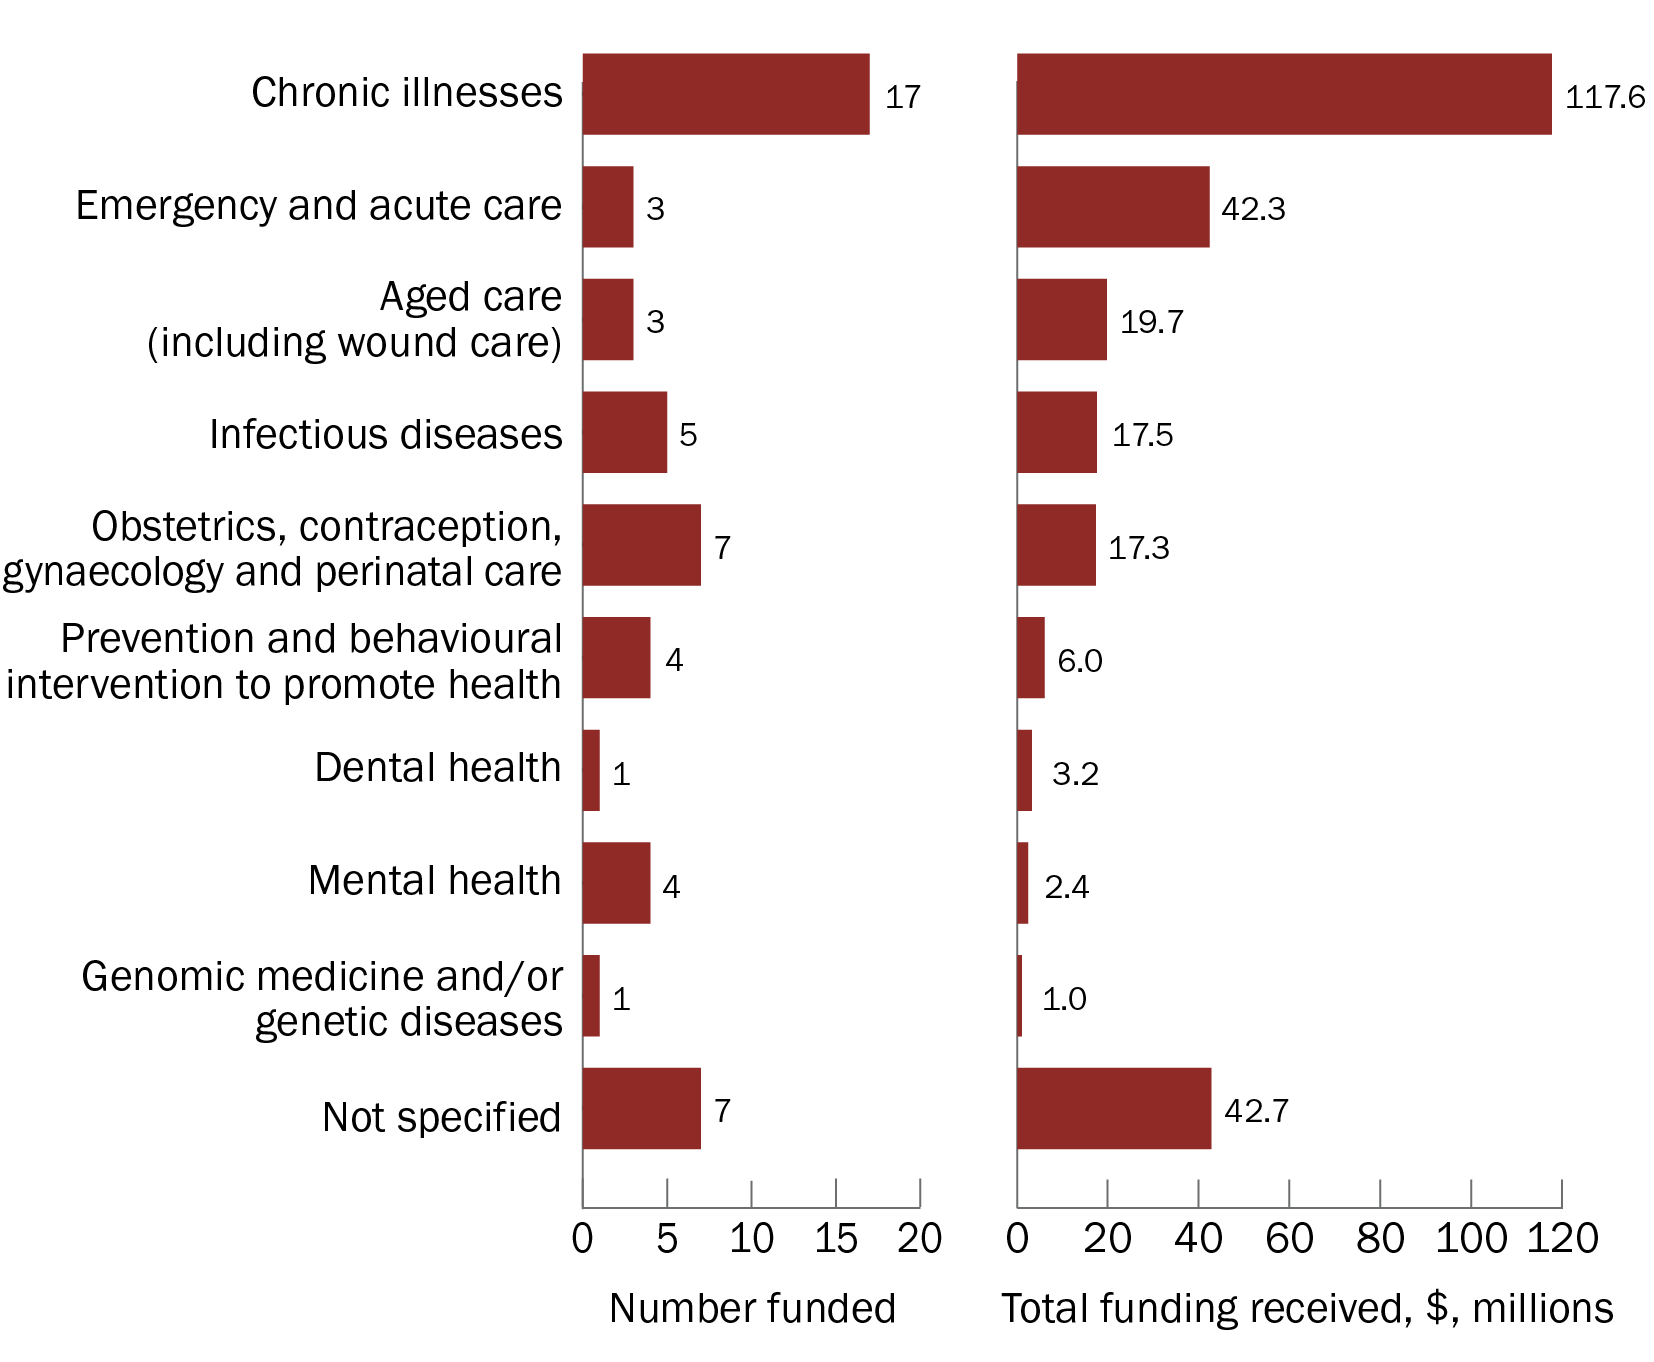 Chronic illnesses 17 117.6
Emergency and acute care 3 42.3
Aged care
(including wound care) 3 19.7
Infectious diseases 5 17.5
Obstetrics, contraception,
gynaecology and perinatal care 7 17.3
Prevention and behavioural
intervention to promote health 4 6.0
Dental health 1 3.2
Mental health 4 2.4
Genomic medicine and/or
genetic diseases 1 1.0
Not specified 7 42.7
0 5 10 15 20 0 20 40 60 80 100 120
Number funded Total funding received, $, millions